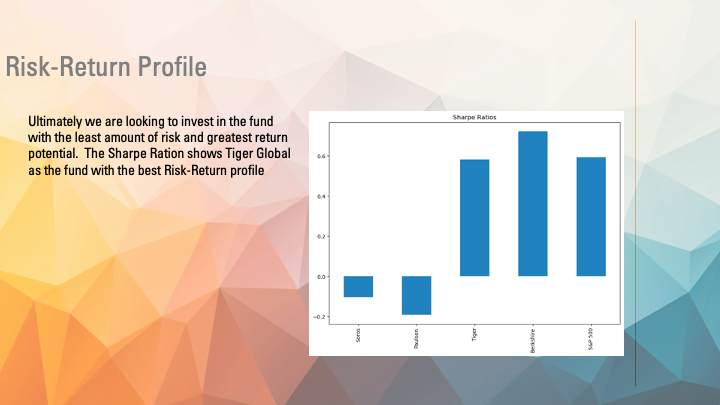 Risk-Return Profile
Ultimately we are looking to invest in the fund
with the least amount of risk and greatest return
potential.  The Sharpe Ration shows Tiger Global
as the fund with the best Risk-Return profile
Sharpe Ratios
0.6
0.4
0.2
0.0
−0.2
Soros
Paulson
Tiger
Berkshire
S&P 500